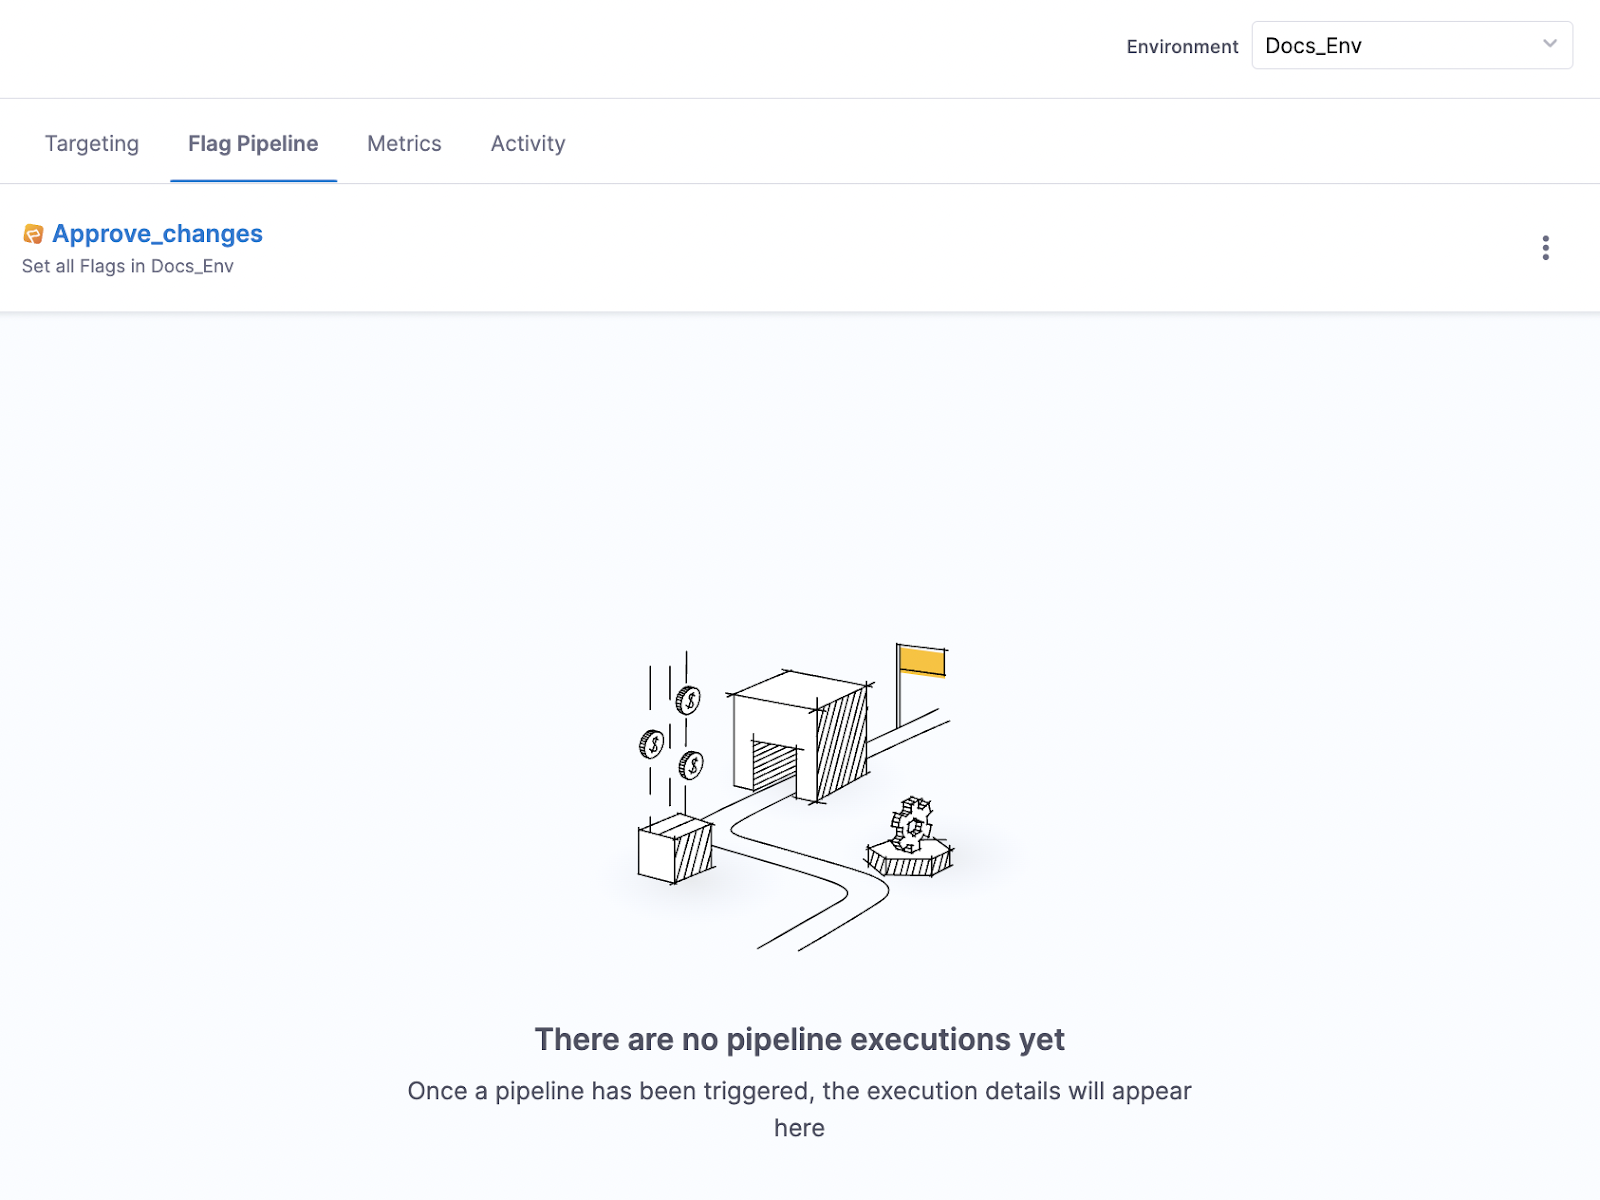 Environment
Docs_Env
Targeting
Flag Pipeline
Metrics
Activity
Approve_changes
Set all Flags in Docs_Env
$
$
$
There are no pipeline executions yet
Once a pipeline has been triggered, the execution details will appear
here